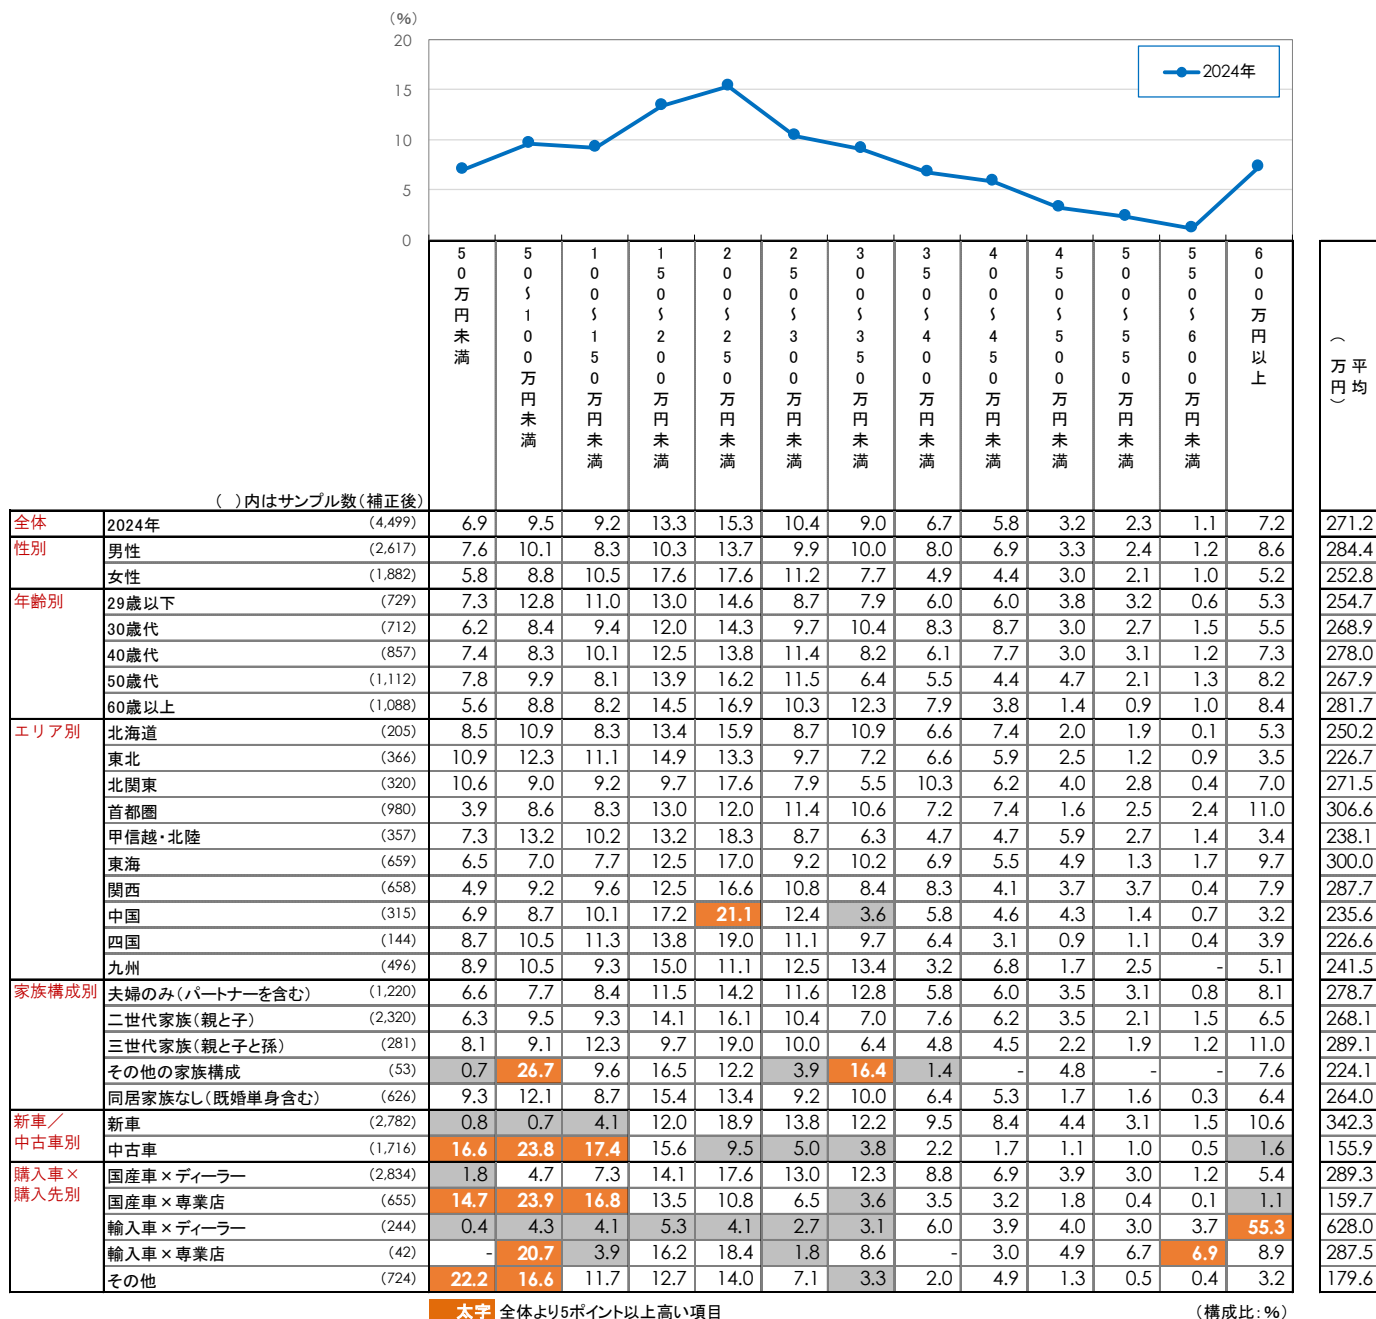 (%)
20
15
10
5
0
2024年
50万円未満
50～100万円未満
100～150万円未満
150～200万円未満
200～250万円未満
250～300万円未満
300～350万円未満
350～400万円未満
400～450万円未満
450～500万円未満
500～550万円未満
550～600万円未満
600万円以上
平均（万円）
（ ）内はサンプル数（補正後）
全体 2024年 (4,499) 6.9 9.5 9.2 13.3 15.3 10.4 9.0 6.7 5.8 3.2 2.3 1.1 7.2 271.2
性別 男性 (2,617) 7.6 10.1 8.3 10.3 13.7 9.9 10.0 8.0 6.9 3.3 2.4 1.2 8.6 284.4
女性 (1,882) 5.8 8.8 10.5 17.6 17.6 11.2 7.7 4.9 4.4 3.0 2.1 1.0 5.2 252.8
年齢別 29歳以下 (729) 7.3 12.8 11.0 13.0 14.6 8.7 7.9 6.0 6.0 3.8 3.2 0.6 5.3 254.7
30歳代 (712) 6.2 8.4 9.4 12.0 14.3 9.7 10.4 8.3 8.7 3.0 2.7 1.5 5.5 268.9
40歳代 (857) 7.4 8.3 10.1 12.5 13.8 11.4 8.2 6.1 7.7 3.0 3.1 1.2 7.3 278.0
50歳代 (1,112) 7.8 9.9 8.1 13.9 16.2 11.5 6.4 5.5 4.4 4.7 2.1 1.3 8.2 267.9
60歳以上 (1,088) 5.6 8.8 8.2 14.5 16.9 10.3 12.3 7.9 3.8 1.4 0.9 1.0 8.4 281.7
エリア別 北海道 (205) 8.5 10.9 8.3 13.4 15.9 8.7 10.9 6.6 7.4 2.0 1.9 0.1 5.3 250.2
東北 (366) 10.9 12.3 11.1 14.9 13.3 9.7 7.2 6.6 5.9 2.5 1.2 0.9 3.5 226.7
北関東 (320) 10.6 9.0 9.2 9.7 17.6 7.9 5.5 10.3 6.2 4.0 2.8 0.4 7.0 271.5
首都圏 (980) 3.9 8.6 8.3 13.0 12.0 11.4 10.6 7.2 7.4 1.6 2.5 2.4 11.0 306.6
甲信越・北陸 (357) 7.3 13.2 10.2 13.2 18.3 8.7 6.3 4.7 4.7 5.9 2.7 1.4 3.4 238.1
東海 (659) 6.5 7.0 7.7 12.5 17.0 9.2 10.2 6.9 5.5 4.9 1.3 1.7 9.7 300.0
関西 (658) 4.9 9.2 9.6 12.5 16.6 10.8 8.4 8.3 4.1 3.7 3.7 0.4 7.9 287.7
中国 (315) 6.9 8.7 10.1 17.2 21.1 12.4 3.6 5.8 4.6 4.3 1.4 0.7 3.2 235.6
四国 (144) 8.7 10.5 11.3 13.8 19.0 11.1 9.7 6.4 3.1 0.9 1.1 0.4 3.9 226.6
九州 (496) 8.9 10.5 9.3 15.0 11.1 12.5 13.4 3.2 6.8 1.7 2.5 - 5.1 241.5
家族構成別 夫婦のみ（パートナーを含む） (1,220) 6.6 7.7 8.4 11.5 14.2 11.6 12.8 5.8 6.0 3.5 3.1 0.8 8.1 278.7
二世代家族（親と子） (2,320) 6.3 9.5 9.3 14.1 16.1 10.4 7.0 7.6 6.2 3.5 2.1 1.5 6.5 268.1
三世代家族（親と子と孫） (281) 8.1 9.1 12.3 9.7 19.0 10.0 6.4 4.8 4.5 2.2 1.9 1.2 11.0 289.1
その他の家族構成 (53) 0.7 26.7 9.6 16.5 12.2 3.9 16.4 1.4 - 4.8 - - 7.6 224.1
同居家族なし（既婚単身含む） (626) 9.3 12.1 8.7 15.4 13.4 9.2 10.0 6.4 5.3 1.7 1.6 0.3 6.4 264.0
新車／ 新車 (2,782) 0.8 0.7 4.1 12.0 18.9 13.8 12.2 9.5 8.4 4.4 3.1 1.5 10.6 342.3
中古車別 中古車 (1,716) 16.6 23.8 17.4 15.6 9.5 5.0 3.8 2.2 1.7 1.1 1.0 0.5 1.6 155.9
購入車× 国産車×ディーラー (2,834) 1.8 4.7 7.3 14.1 17.6 13.0 12.3 8.8 6.9 3.9 3.0 1.2 5.4 289.3
購入先別 国産車×専業店 (655) 14.7 23.9 16.8 13.5 10.8 6.5 3.6 3.5 3.2 1.8 0.4 0.1 1.1 159.7
輸入車×ディーラー (244) 0.4 4.3 4.1 5.3 4.1 2.7 3.1 6.0 3.9 4.0 3.0 3.7 55.3 628.0
輸入車×専業店 (42) - 20.7 3.9 16.2 18.4 1.8 8.6 - 3.0 4.9 6.7 6.9 8.9 287.5
その他 (724) 22.2 16.6 11.7 12.7 14.0 7.1 3.3 2.0 4.9 1.3 0.5 0.4 3.2 179.6
太字 全体より5ポイント以上高い項目 （構成比：％）